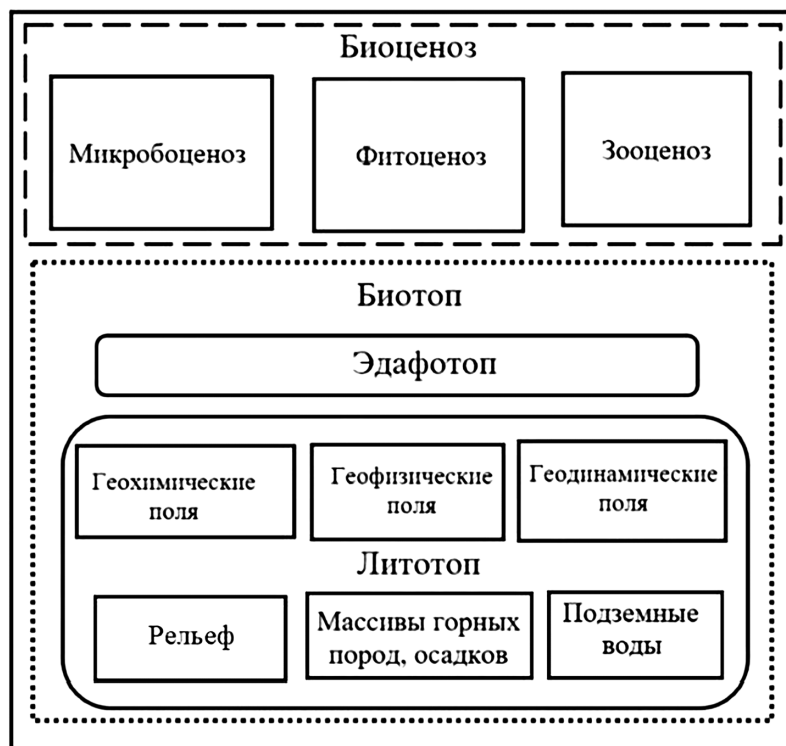 Биоценоз
Микробоценоз
Фитоценоз
Зооценоз
Биотоп
Эдафотоп
Геохимические
поля
Геофизические
поля
Геодинамические
поля
Литотоп
Рельеф
Массивы горных
пород, осадков
Подземные
воды